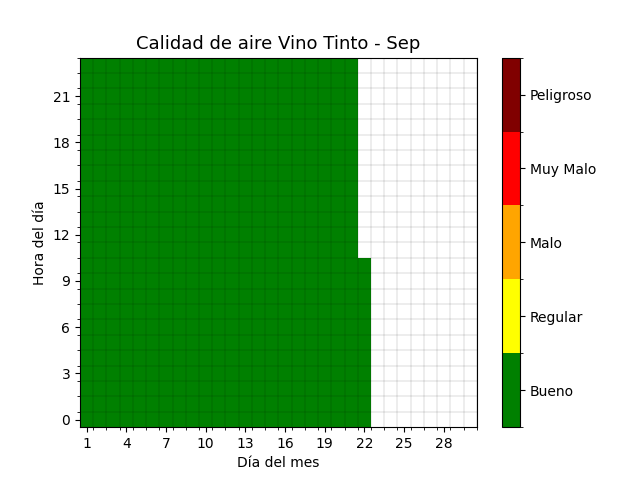 Calidad de aire Vino Tinto - Sep
Hora del día
21
18
15
12
9
6
3
0
1 4 7 10 13 16 19 22 25 28
Día del mes
Peligroso
Muy Malo
Malo
Regular
Bueno